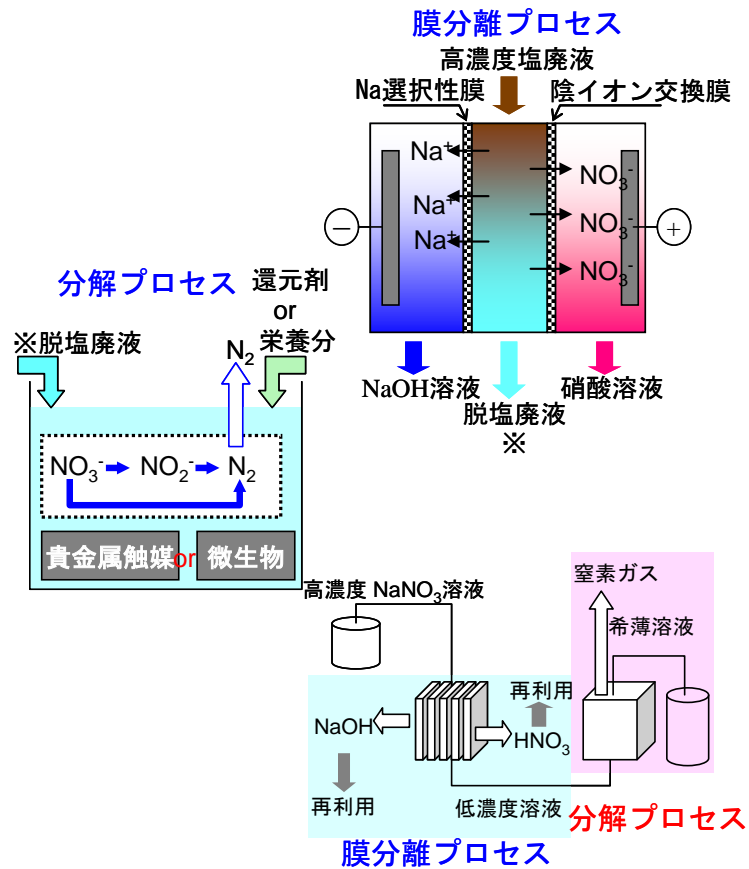 膜分離プロセス
高濃度塩廃液
Na選択性膜
陰イオン交換膜
Na⁺
Na⁺
Na⁺
NO₃⁻
NO₃⁻
NO₃⁻
−
+
NaOH溶液
脱塩廃液
※
硝酸溶液
分解プロセス
還元剤
or
栄養分
※脱塩廃液
N₂
NO₃⁻
NO₂⁻
N₂
貴金属触媒or微生物
高濃度 NaNO₃溶液
窒素ガス
希薄溶液
再利用
NaOH
HNO₃
再利用
低濃度溶液
分解プロセス
膜分離プロセス